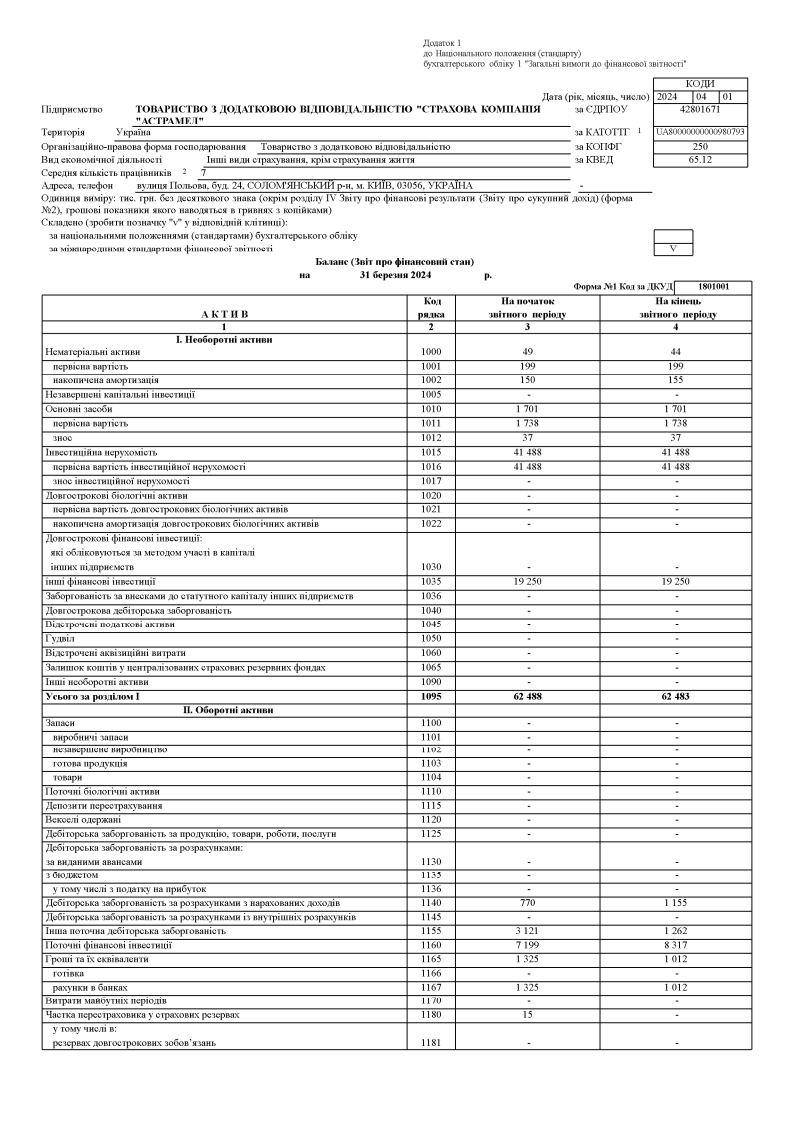 Додаток 1
до Національного положення (стандарту)
бухгалтерського обліку 1 "Загальні вимоги до фінансової звітності"
КОДИ
Дата (рік, місяць, число) 2024 04 01
Підприємство ТОВАРИСТВО З ДОДАТКОВОЮ ВІДПОВІДАЛЬНІСТЮ "СТРАХОВА КОМПАНІЯ за ЄДРПОУ 42801671
"АСТРАМЕЛ"
Територія Україна за КАТОТТГ 1 UA80000000000980793
Організаційно-правова форма господарювання Товариство з додатковою відповідальністю за КОПФГ 250
Вид економічної діяльності Інші види страхування, крім страхування життя за КВЕД 65.12
Середня кількість працівників 2 7
Адреса, телефон вулиця Польова, буд. 24, СОЛОМ'ЯНСЬКИЙ р-н, м. КИЇВ, 03056, УКРАЇНА -
Одиниця виміру: тис. грн. без десяткового знака (окрім розділу IV Звіту про фінансові результати (Звіту про сукупний дохід) (форма
№2), грошові показники якого наводяться в гривнях з копійками)
Складено (зробити позначку "v" у відповідній клітинці):
за національними положеннями (стандартами) бухгалтерського обліку
за міжнародними стандартами фінансової звітності V
Баланс (Звіт про фінансовий стан)
на 31 березня 2024 р.
Форма №1 Код за ДКУД 1801001
Код На початок На кінець
А К Т И В рядка звітного періоду звітного періоду
1 2 3 4
I. Необоротні активи
Нематеріальні активи 1000 49 44
первісна вартість 1001 199 199
накопичена амортизація 1002 150 155
Незавершені капітальні інвестиції 1005 - -
Основні засоби 1010 1 701 1 701
первісна вартість 1011 1 738 1 738
знос 1012 37 37
Інвестиційна нерухомість 1015 41 488 41 488
первісна вартість інвестиційної нерухомості 1016 41 488 41 488
знос інвестиційної нерухомості 1017 - -
Довгострокові біологічні активи 1020 - -
первісна вартість довгострокових біологічних активів 1021 - -
накопичена амортизація довгострокових біологічних активів 1022 - -
Довгострокові фінансові інвестиції:
які обліковуються за методом участі в капіталі
інших підприємств 1030 - -
інші фінансові інвестиції 1035 19 250 19 250
Заборгованість за внесками до статутного капіталу інших підприємств 1036 - -
Довгострокова дебіторська заборгованість 1040 - -
Відстрочені податкові активи 1045 - -
Гудвіл 1050 - -
Відстрочені аквізиційні витрати 1060 - -
Залишок коштів у централізованих страхових резервних фондах 1065 - -
Інші необоротні активи 1090 - -
Усього за розділом I 1095 62 488 62 483
II. Оборотні активи
Запаси 1100 - -
виробничі запаси 1101 - -
незавершене виробництво 1102 - -
готова продукція 1103 - -
товари 1104 - -
Поточні біологічні активи 1110 - -
Депозити перестрахування 1115 - -
Векселі одержані 1120 - -
Дебіторська заборгованість за продукцію, товари, роботи, послуги 1125 - -
Дебіторська заборгованість за розрахунками:
за виданими авансами 1130 - -
з бюджетом 1135 - -
у тому числі з податку на прибуток 1136 - -
Дебіторська заборгованість за розрахунками з нарахованих доходів 1140 770 1 155
Дебіторська заборгованість за розрахунками із внутрішніх розрахунків 1145 - -
Інша поточна дебіторська заборгованість 1155 3 121 1 262
Поточні фінансові інвестиції 1160 7 199 8 317
Гроші та їх еквіваленти 1165 1 325 1 012
готівка 1166 - -
рахунки в банках 1167 1 325 1 012
Витрати майбутніх періодів 1170 - -
Частка перестраховика у страхових резервах 1180 15 -
у тому числі в:
резервах довгострокових зобов’язань 1181 - -